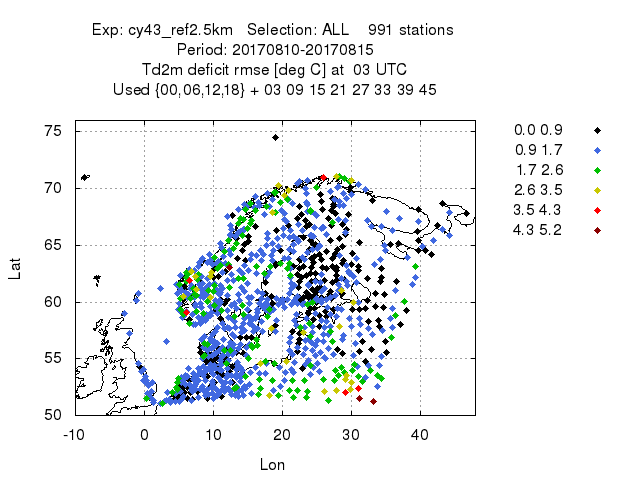 Exp: cy43_ref2.5km Selection: ALL 991 stations
Period: 20170810-20170815
Td2m deficit rmse [deg C] at 03 UTC
Used {00,06,12,18} + 03 09 15 21 27 33 39 45
0.0 0.9
0.9 1.7
1.7 2.6
2.6 3.5
3.5 4.3
4.3 5.2
75
70
65
60
55
50
Lat
-10 0 10 20 30 40
Lon